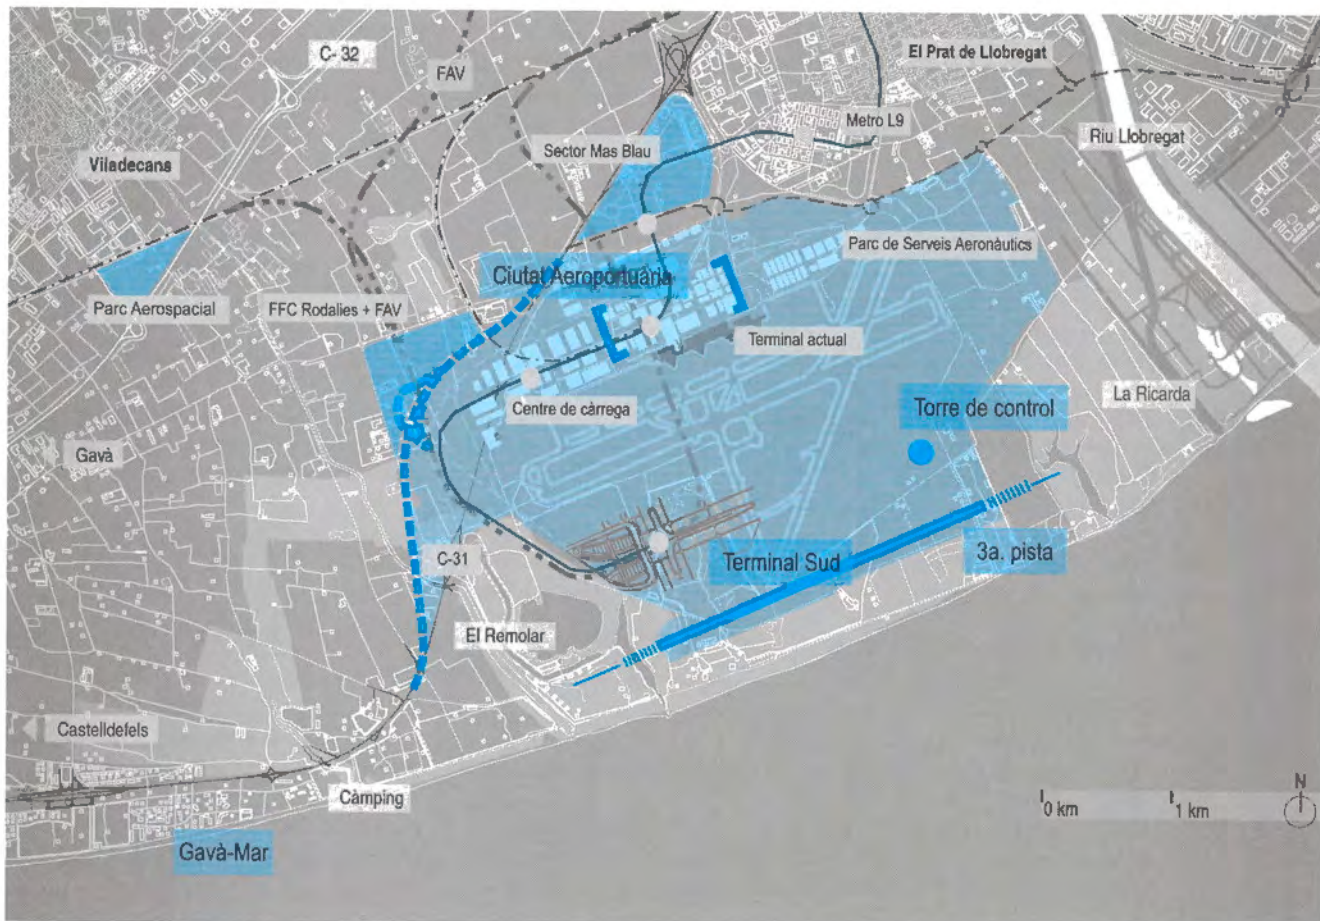 C- 32
El Prat de Llobregat
FAV
Metro L9
Riu Llobregat
Sector Mas Blau
Viladecans
Parc de Serveis Aeronàutics
Ciutat Aeroportuària
Parc Aerospacial
FFC Rodalies + FAV
Terminal actual
La Ricarda
Centre de càrrega
Torre de control
Gavà
3a. pista
C-31
Terminal Sud
El Remolar
Castelldefels
Càmping
N
0 km
1 km
Gavà-Mar